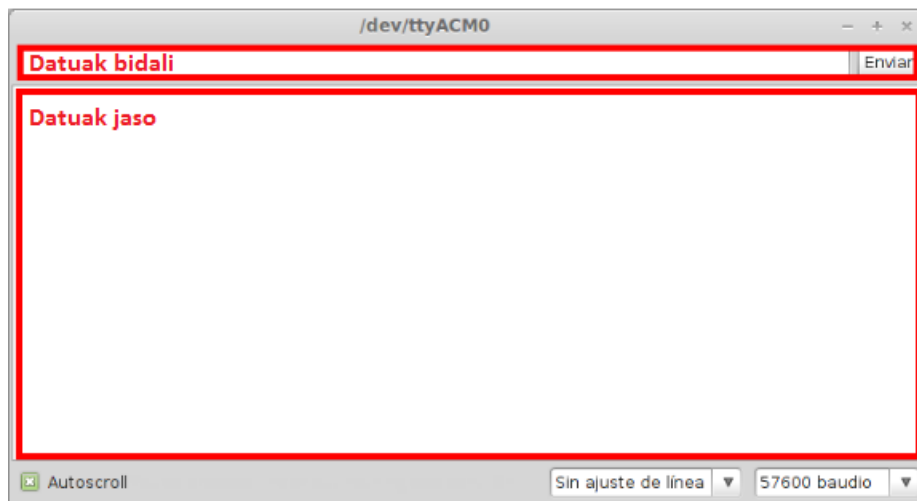 /dev/ttyACM0
Datuak bidali
Enviar
Datuak jaso
Autoscroll
Sin ajuste de línea
57600 baudio